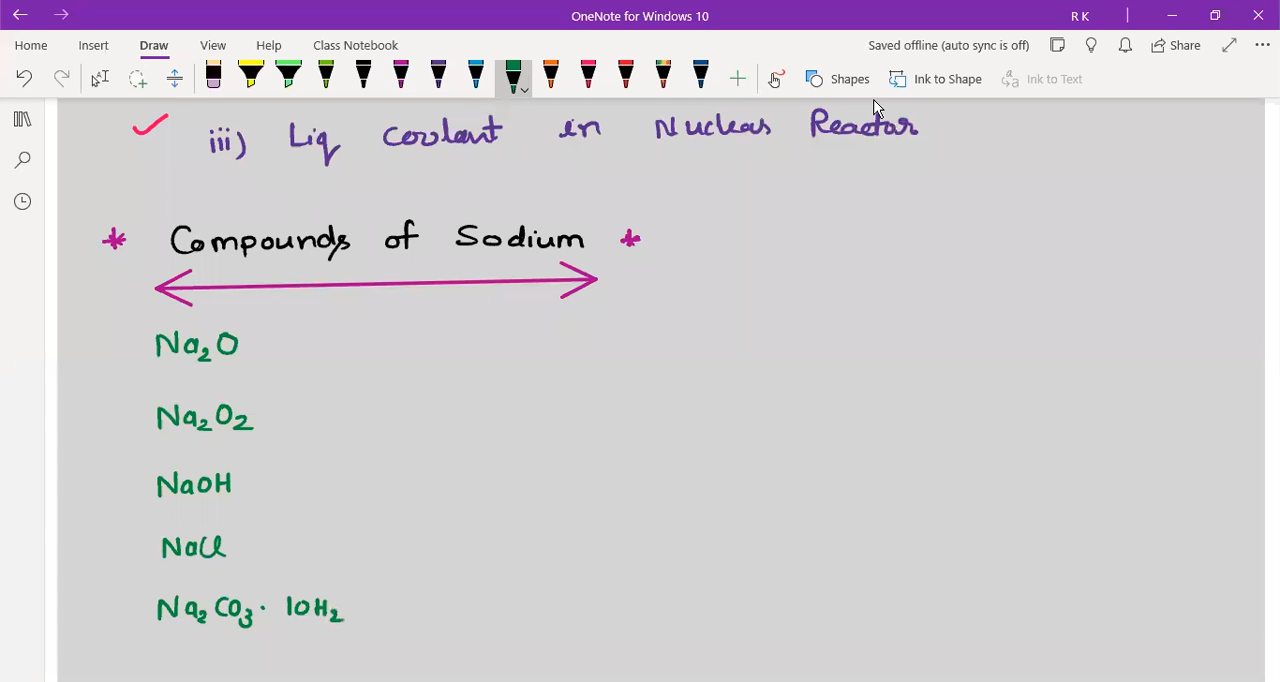 OneNote for Windows 10
R K
Home Insert Draw View Help Class Notebook
Saved offline (auto sync is off) Share
Shapes Ink to Shape Ink to Text
iii) Liq coolant in Nuclear Reactor
* Compounds of Sodium *
Na₂O
Na₂O₂
NaOH
NaCl
Na₂CO₃. 10H₂